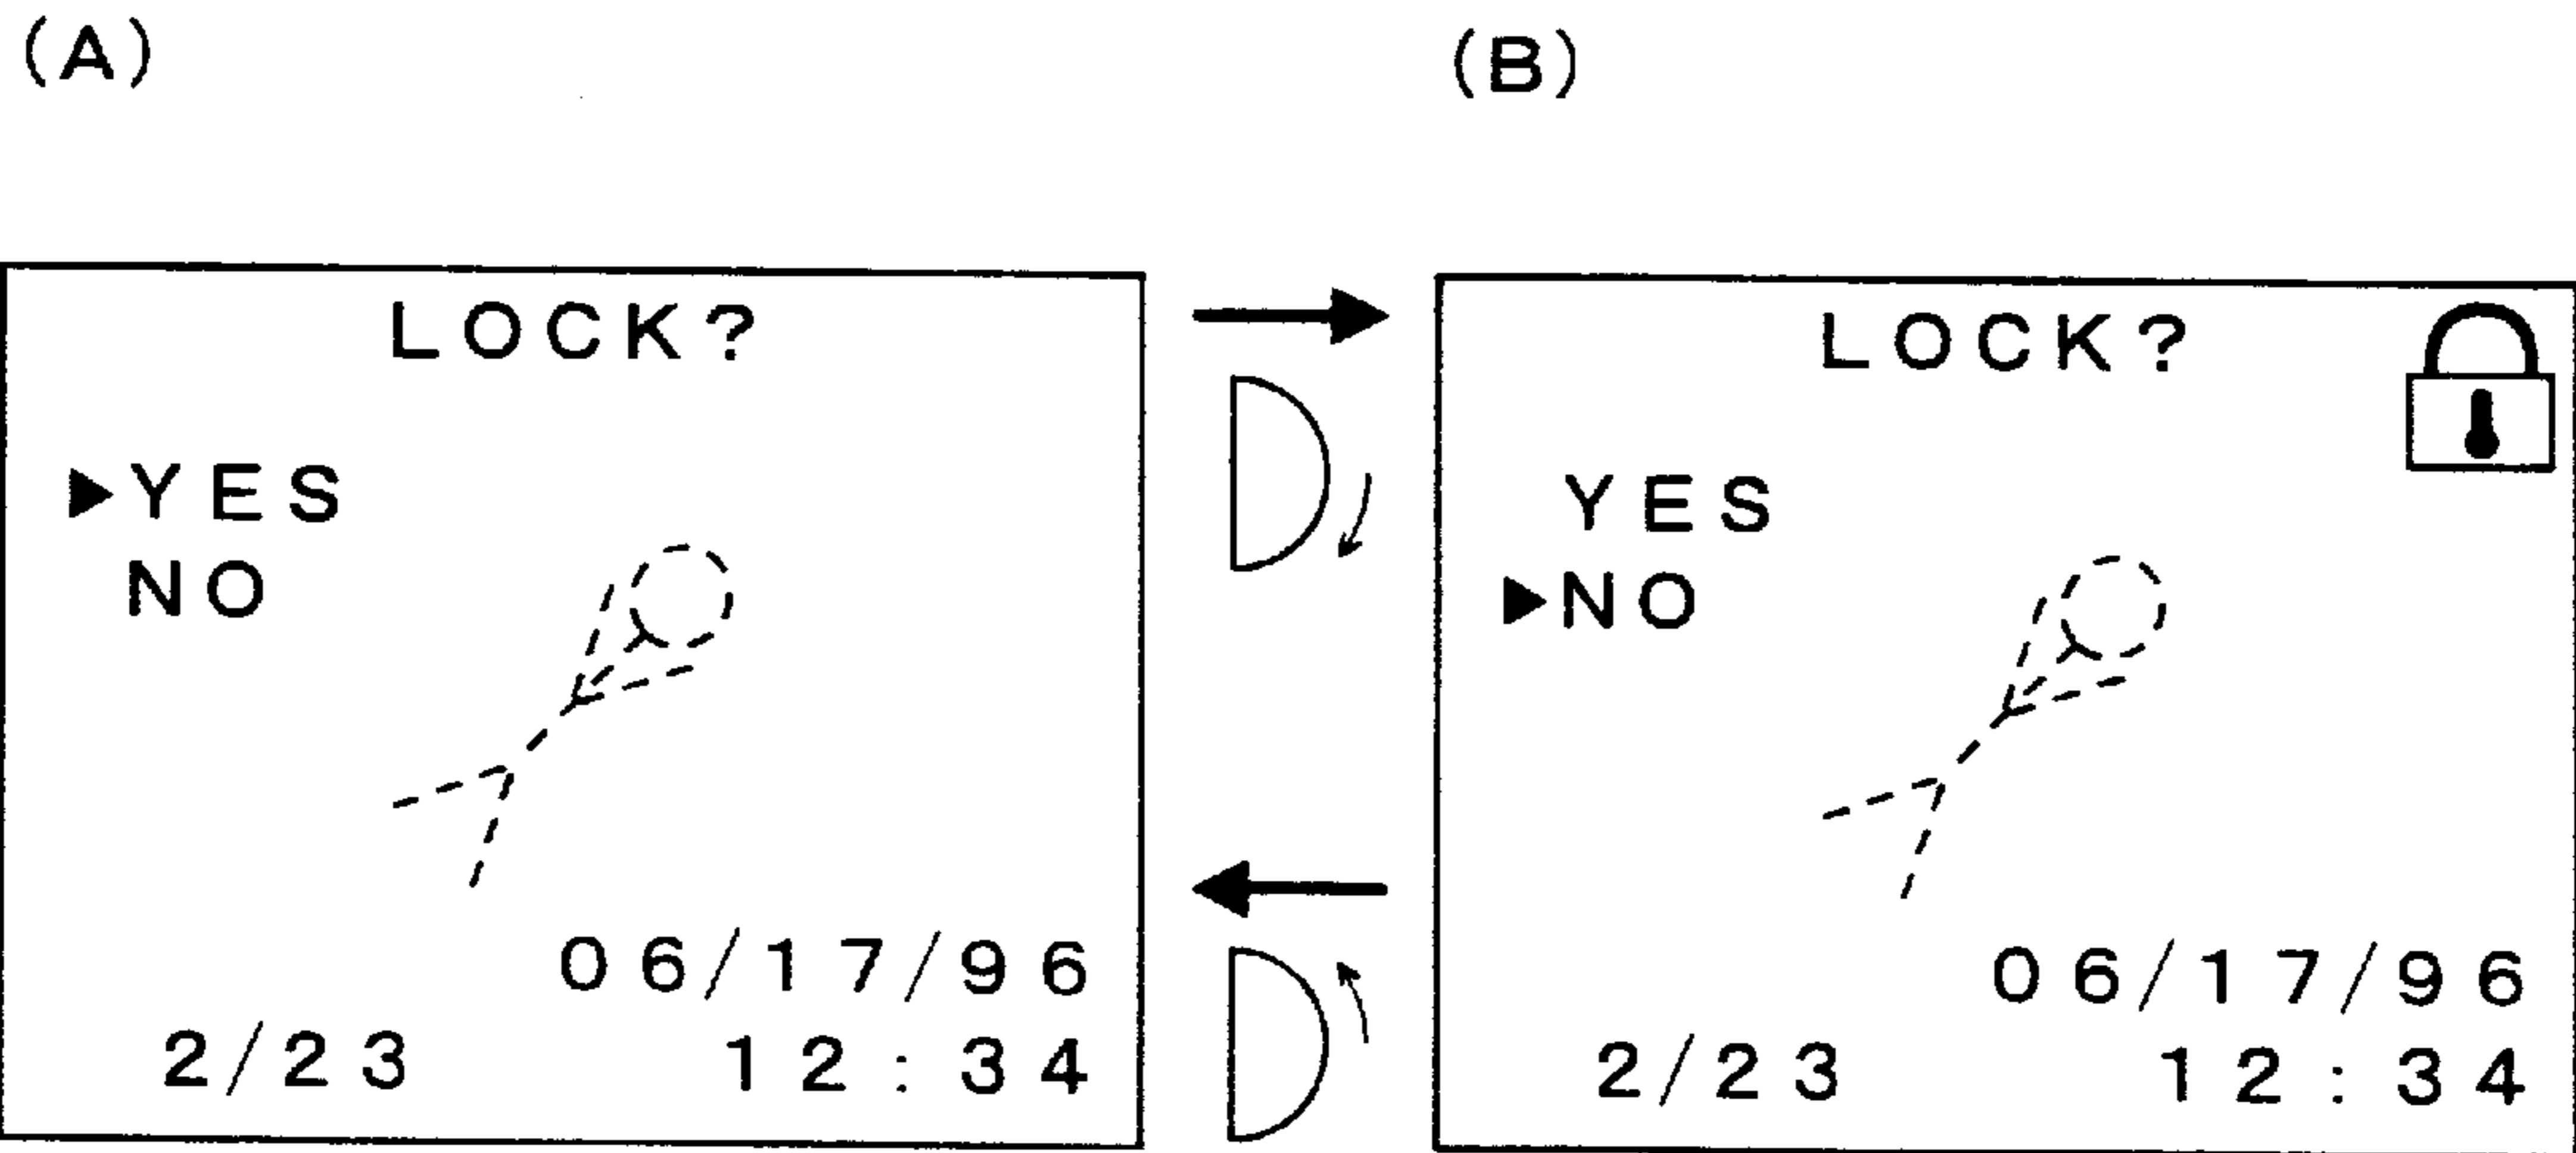 (A)
LOCK?
▶YES
NO
06/17/96
2/23 12:34
(B)
LOCK?
YES
▶NO
06/17/96
2/23 12:34